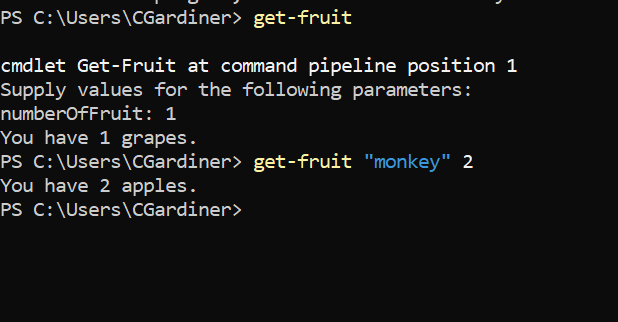 PS C:\Users\CGardiner> get-fruit
cmdlet Get-Fruit at command pipeline position 1
Supply values for the following parameters:
numberOfFruit: 1
You have 1 grapes.
PS C:\Users\CGardiner> get-fruit "monkey" 2
You have 2 apples.
PS C:\Users\CGardiner>